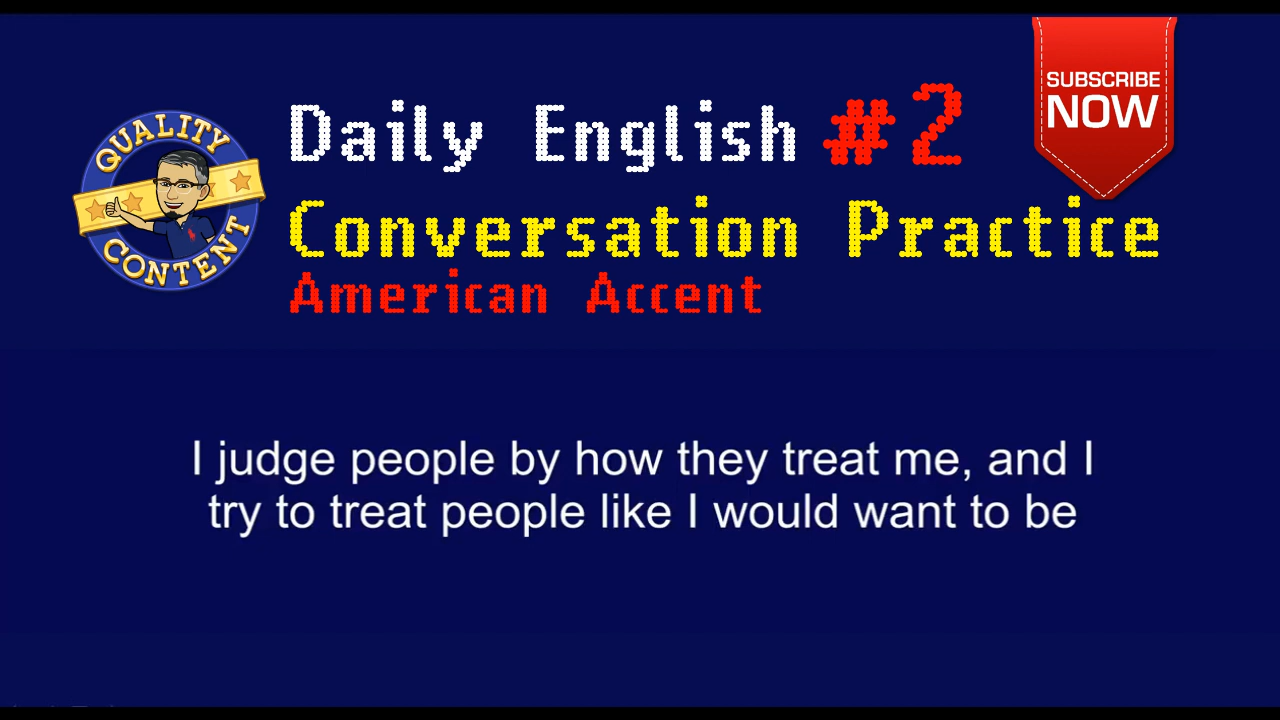 SUBSCRIBE
NOW
QUALITY
CONTENT
Daily English #2
Conversation Practice
American Accent
I judge people by how they treat me, and I
try to treat people like I would want to be